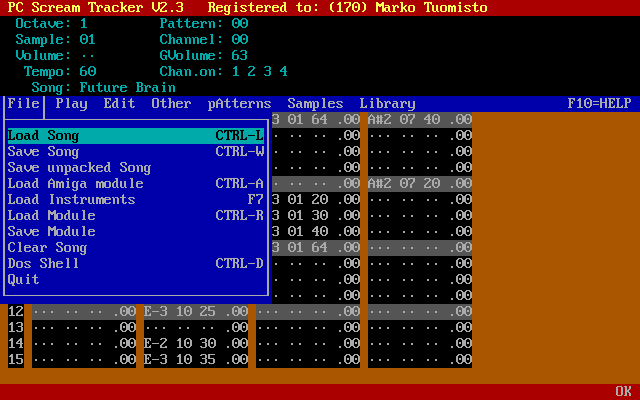 PC Scream Tracker V2.3 Registered to: (170) Marko Tuomisto
Octave: 1 Pattern: 00
Sample: 01 Channel: 00
Volume: ·· GVolume: 63
Tempo: 60 Chan.on: 1 2 3 4
Song: Future Brain
File Play Edit Other pAtterns Samples Library F10=HELP
3 01 64 .00 A#2 07 40 .00
Load Song CTRL-L · ·· ·· .00 ··· ·· ·· .00
Save Song CTRL-W · ·· ·· .00 ··· ·· ·· .00
Save unpacked Song · ·· ·· .00 ··· ·· ·· .00
Load Amiga module CTRL-A · ·· ·· .00 A#2 07 20 .00
Load Instruments F7 3 01 20 .00 ··· ·· ·· .00
Load Module CTRL-R 3 01 30 .00 ··· ·· ·· .00
Save Module 3 01 40 .00 ··· ·· ·· .00
Clear Song 3 01 64 .00 ··· ·· ·· .00
Dos Shell CTRL-D · ·· ·· .00 ··· ·· ·· .00
Quit · ·· ·· .00 ··· ·· ·· .00
· ·· ·· .00 ··· ·· ·· .00
12 ··· ·· ·· .00 E-3 10 25 .00 ··· ·· ·· .00 ··· ·· ·· .00
13 ··· ·· ·· .00 ··· ·· ·· .00 ··· ·· ·· .00 ··· ·· ·· .00
14 ··· ·· ·· .00 E-2 10 30 .00 ··· ·· ·· .00 ··· ·· ·· .00
15 ··· ·· ·· .00 E-3 10 35 .00 ··· ·· ·· .00 ··· ·· ·· .00
OK